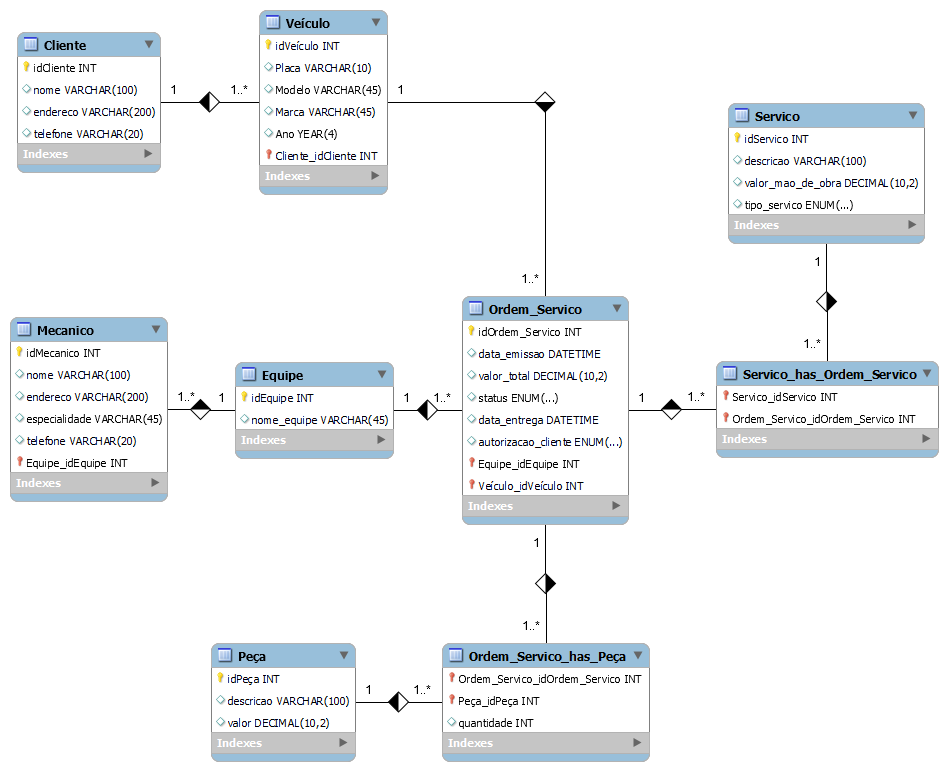 Cliente
idCliente INT
nome VARCHAR(100)
endereco VARCHAR(200)
telefone VARCHAR(20)
Indexes
1
1..*
Veículo
idVeículo INT
Placa VARCHAR(10)
Modelo VARCHAR(45)
Marca VARCHAR(45)
Ano YEAR(4)
Cliente_idCliente INT
Indexes
1
1..*
Servico
idServico INT
descricao VARCHAR(100)
valor_mao_de_obra DECIMAL(10,2)
tipo_servico ENUM(...)
Indexes
1
1..*
Mecanico
idMecanico INT
nome VARCHAR(100)
endereco VARCHAR(200)
especialidade VARCHAR(45)
telefone VARCHAR(20)
Equipe_idEquipe INT
Indexes
1..*
1
Equipe
idEquipe INT
nome_equipe VARCHAR(45)
Indexes
1
1..*
Ordem_Servico
idOrdem_Servico INT
data_emissao DATETIME
valor_total DECIMAL(10,2)
status ENUM(...)
data_entrega DATETIME
autorizacao_cliente ENUM(...)
Equipe_idEquipe INT
Veículo_idVeículo INT
Indexes
1
1..*
Servico_has_Ordem_Servico
Servico_idServico INT
Ordem_Servico_idOrdem_Servico INT
Indexes
1
1..*
Peça
idPeça INT
descricao VARCHAR(100)
valor DECIMAL(10,2)
Indexes
1
1..*
Ordem_Servico_has_Peça
Ordem_Servico_idOrdem_Servico INT
Peça_idPeça INT
quantidade INT
Indexes